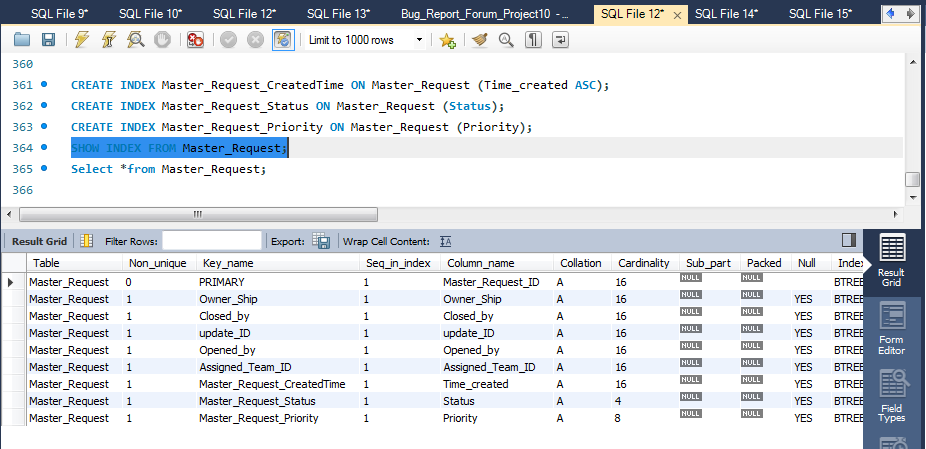 SQL File 9* SQL File 10* SQL File 12* SQL File 13* Bug_Report_Forum_Project10 - ... SQL File 12* × SQL File 14* SQL File 15*
Limit to 1000 rows
360
361 CREATE INDEX Master_Request_CreatedTime ON Master_Request (Time_created ASC);
362 CREATE INDEX Master_Request_Status ON Master_Request (Status);
363 CREATE INDEX Master_Request_Priority ON Master_Request (Priority);
364 SHOW INDEX FROM Master_Request;
365 Select *from Master_Request;
366
Result Grid Filter Rows: Export: Wrap Cell Content: IA
Table Non_unique Key_name Seq_in_index Column_name Collation Cardinality Sub_part Packed Null Index
Master_Request 0 PRIMARY 1 Master_Request_ID A 16 NULL NULL BTREE
Master_Request 1 Owner_Ship 1 Owner_Ship A 16 NULL NULL YES BTREE
Master_Request 1 Closed_by 1 Closed_by A 16 NULL NULL YES BTREE
Master_Request 1 update_ID 1 update_ID A 16 NULL NULL YES BTREE
Master_Request 1 Opened_by 1 Opened_by A 16 NULL NULL YES BTREE
Master_Request 1 Assigned_Team_ID 1 Assigned_Team_ID A 16 NULL NULL YES BTREE
Master_Request 1 Master_Request_CreatedTime 1 Time_created A 16 NULL NULL YES BTREE
Master_Request 1 Master_Request_Status 1 Status A 4 NULL NULL YES BTREE
Master_Request 1 Master_Request_Priority 1 Priority A 8 NULL NULL YES BTREE
Result
Grid
Form
Editor
Field
Types